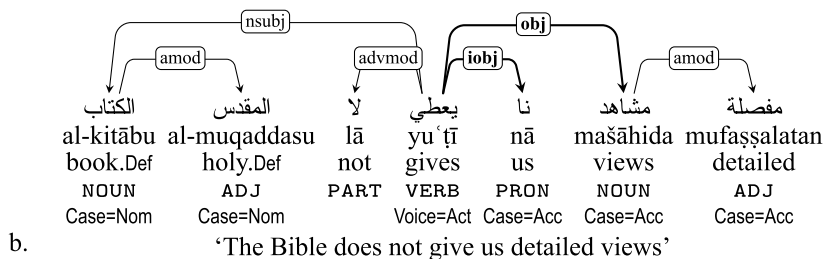 nsubj obj
amod advmod iobj amod
الكتاب المقدس لا يعطي نا مشاهد مفصلة
al-kitābu al-muqaddasu lā yuʿṭī nā mašāhida mufaṣṣalatan
book.Def holy.Def not gives us views detailed
NOUN ADJ PART VERB PRON NOUN ADJ
Case=Nom Case=Nom Voice=Act Case=Acc Case=Acc Case=Acc
b. ‘The Bible does not give us detailed views’